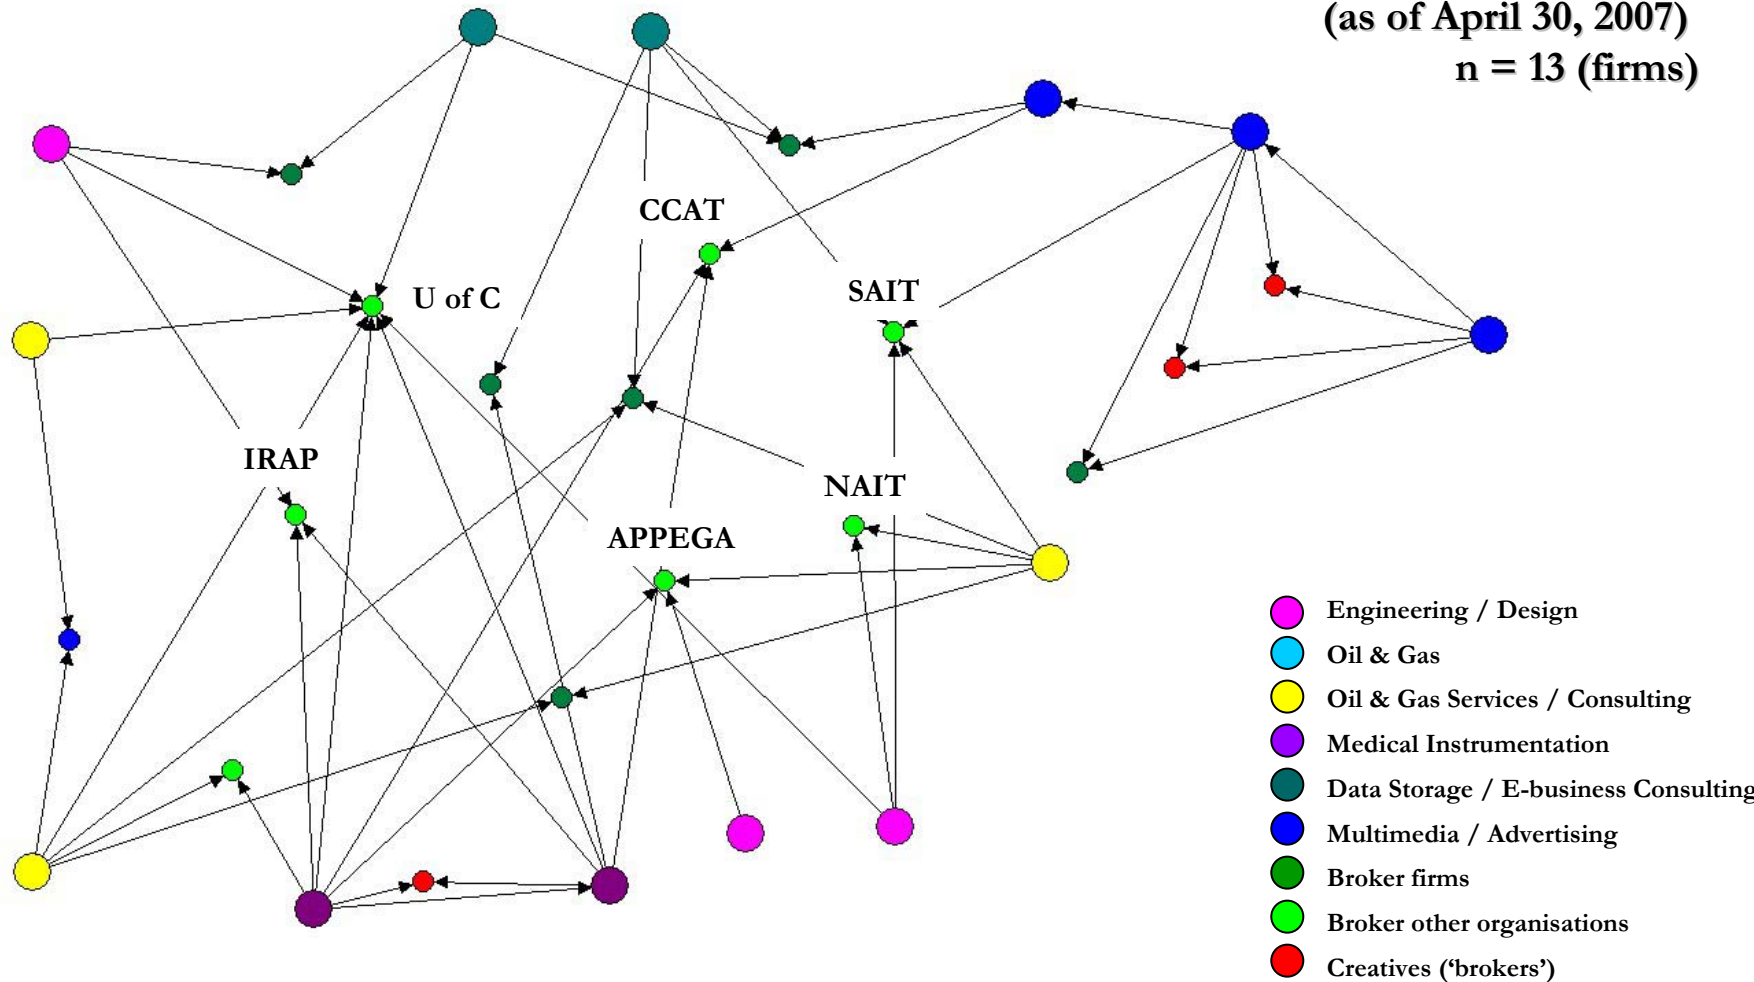 (as of April 30, 2007)
n = 13 (firms)
CCAT
U of C
SAIT
IRAP
NAIT
APPEGA
Engineering / Design
Oil & Gas
Oil & Gas Services / Consulting
Medical Instrumentation
Data Storage / E-business Consulting
Multimedia / Advertising
Broker firms
Broker other organisations
Creatives (‘brokers’)